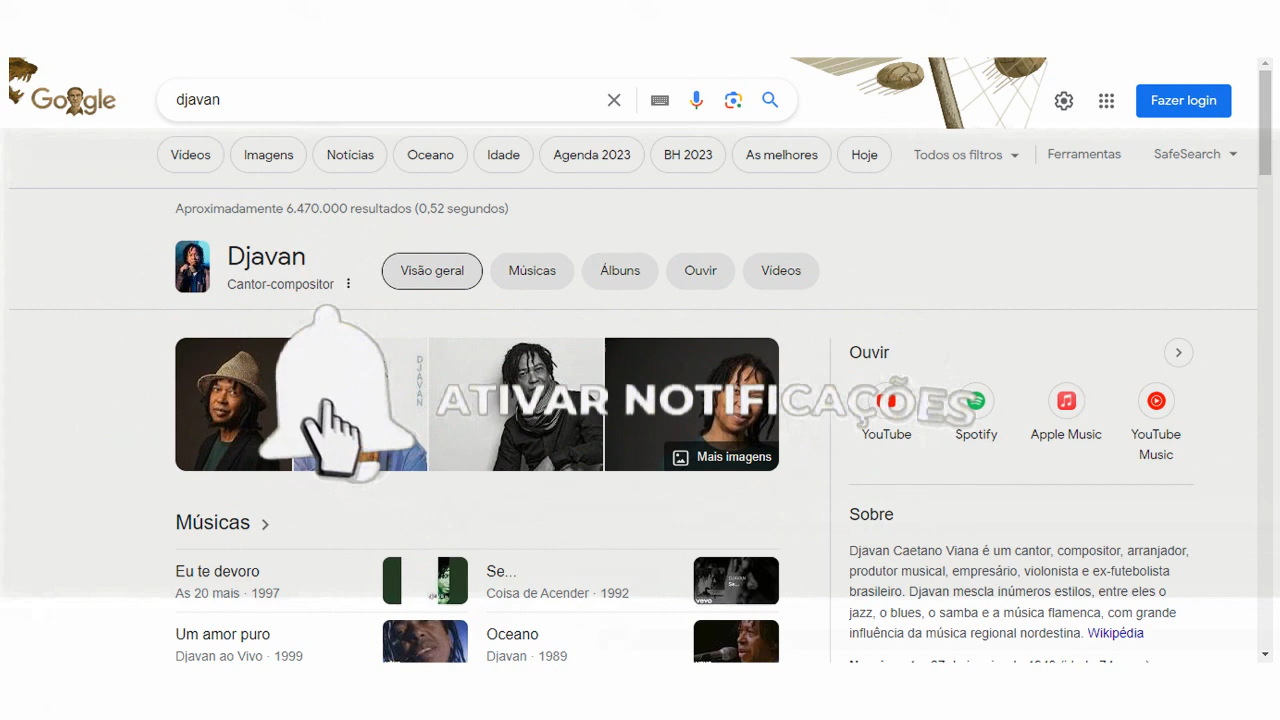 Google
djavan
Fazer login
Vídeos
Imagens
Notícias
Oceano
Idade
Agenda 2023
BH 2023
As melhores
Hoje
Todos os filtros
Ferramentas
SafeSearch
Aproximadamente 6.470.000 resultados (0,52 segundos)
Djavan
Cantor-compositor
Visão geral
Músicas
Álbuns
Ouvir
Vídeos
DJAVAN
ATIVAR NOTIFICAÇÕES
Mais imagens
Ouvir
YouTube
Spotify
Apple Music
YouTube
Music
Músicas
Eu te devoro
As 20 mais · 1997
Se...
Coisa de Acender · 1992
Um amor puro
Djavan ao Vivo · 1999
Oceano
Djavan · 1989
Sobre
Djavan Caetano Viana é um cantor, compositor, arranjador,
produtor musical, empresário, violonista e ex-futebolista
brasileiro. Djavan mescla inúmeros estilos, entre eles o
jazz, o blues, o samba e a música flamenca, com grande
influência da música regional nordestina. Wikipédia